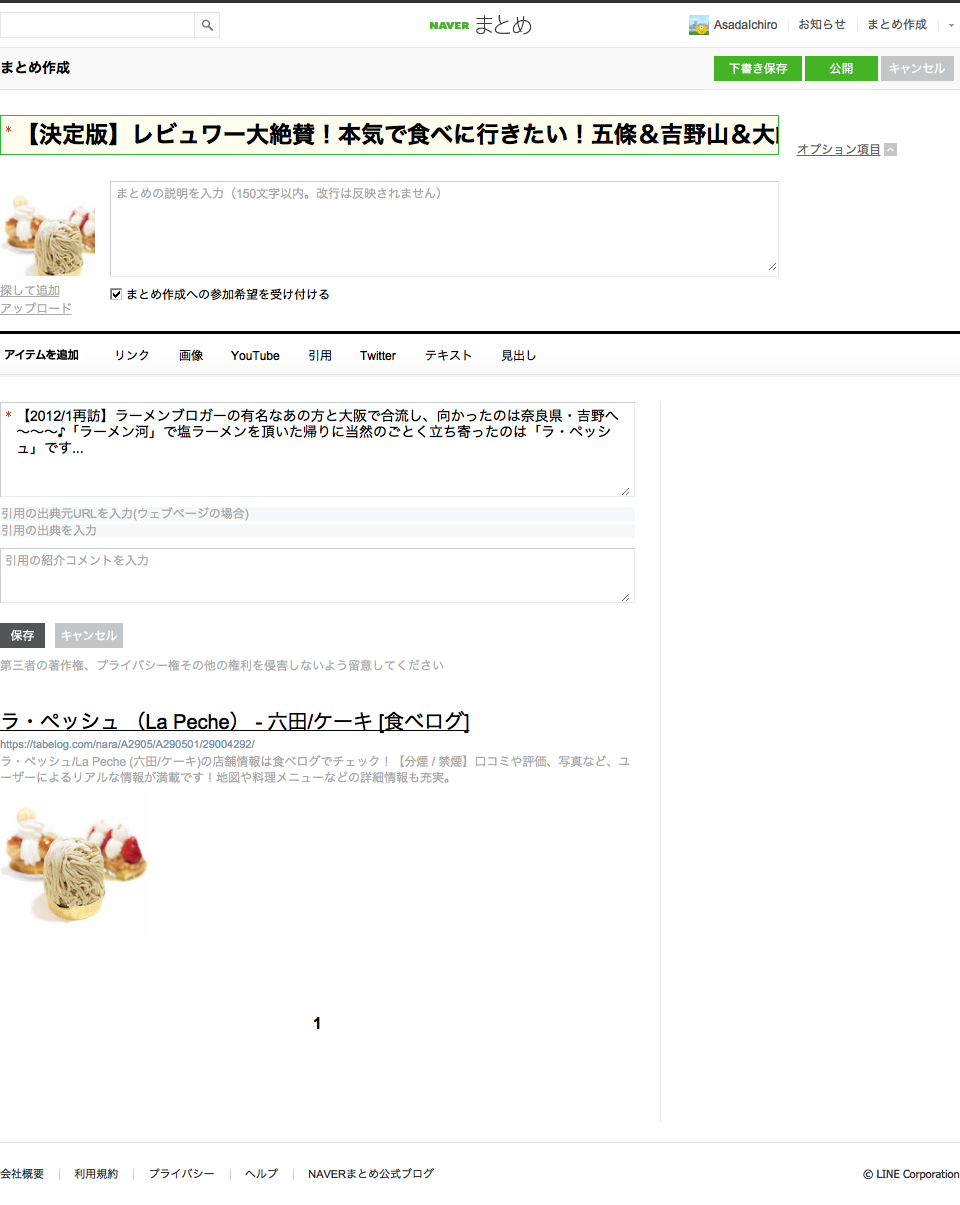 NAVER まとめ
AsadaIchiro お知らせ まとめ作成
まとめ作成
下書き保存 公開 キャンセル
* 【決定版】レビュワー大絶賛！本気で食べに行きたい！五條＆吉野山＆大
オプション項目
まとめの説明を入力（150文字以内。改行は反映されません）
探して追加
アップロード
まとめ作成への参加希望を受け付ける
アイテムを追加 リンク 画像 YouTube 引用 Twitter テキスト 見出し
* 【2012/1再訪】ラーメンブロガーの有名なあの方と大阪で合流し、向かったのは奈良県・吉野へ
〜〜〜♪「ラーメン河」で塩ラーメンを頂いた帰りに当然のごとく立ち寄ったのは「ラ・ペッシ
ュ」です...
引用の出典元URLを入力(ウェブページの場合)
引用の出典を入力
引用の紹介コメントを入力
保存 キャンセル
第三者の著作権、プライバシー権その他の権利を侵害しないよう留意してください
ラ・ペッシュ （La Peche） - 六田/ケーキ [食べログ]
https://tabelog.com/nara/A2905/A290501/29004292/
ラ・ペッシュ/La Peche (六田/ケーキ)の店舗情報は食べログでチェック！【分煙 / 禁煙】口コミや評価、写真など、ユ
ーザーによるリアルな情報が満載です！地図や料理メニューなどの詳細情報も充実。
1
会社概要 利用規約 プライバシー ヘルプ NAVERまとめ公式ブログ
© LINE Corporation